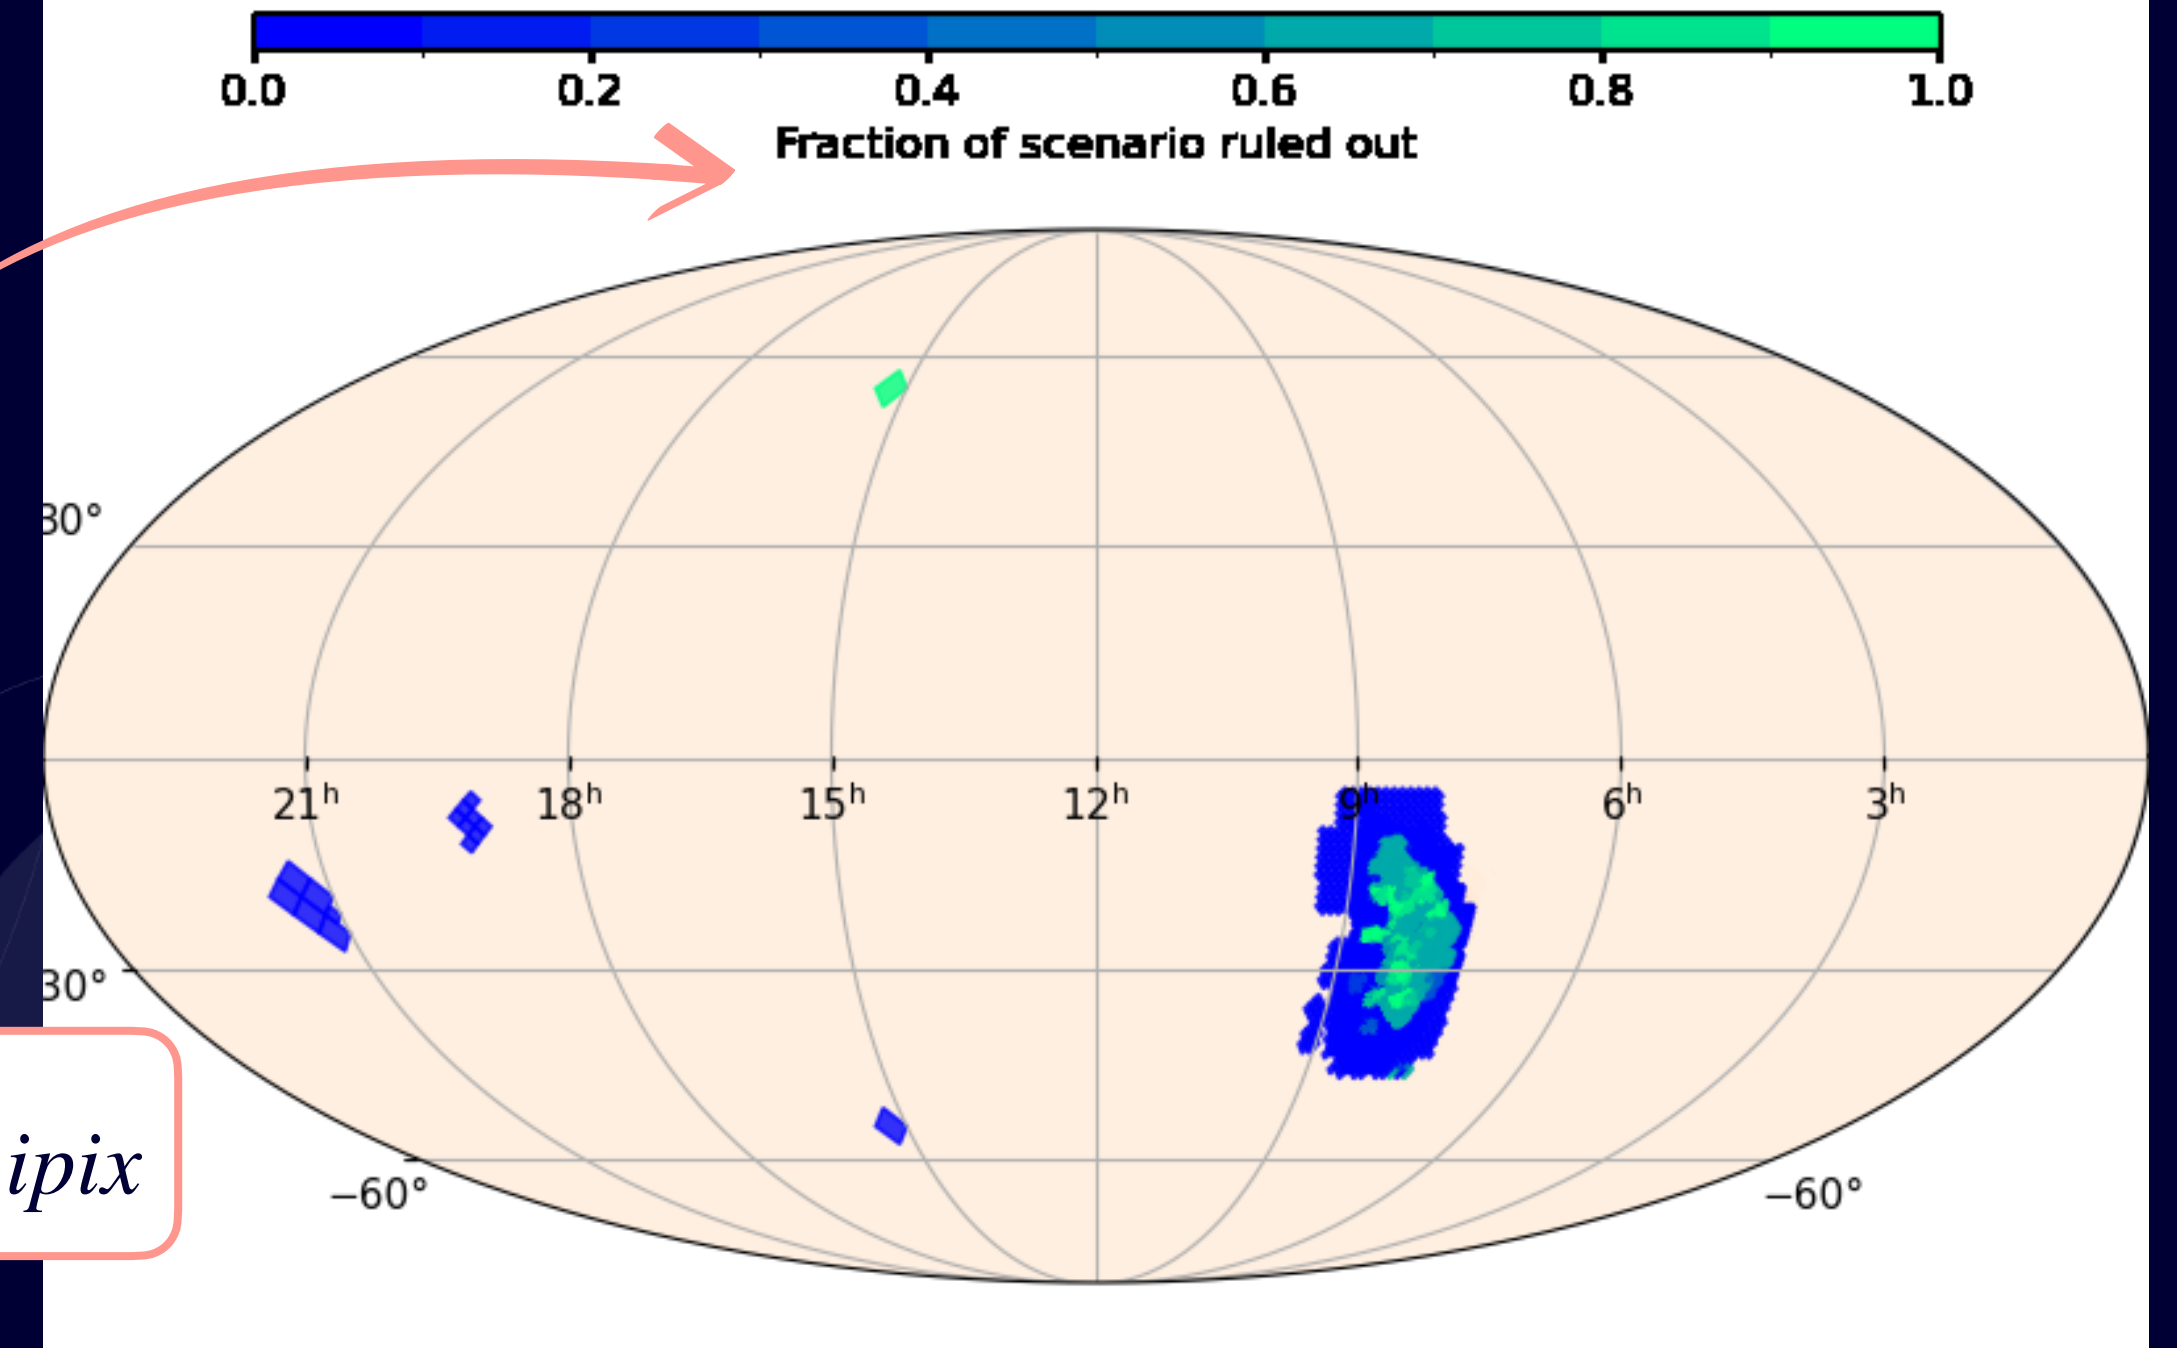 0.0 0.2 0.4 0.6 0.8 1.0
Fraction of scenario ruled out
30°
21ʰ 18ʰ 15ʰ 12ʰ 9ʰ 6ʰ 3ʰ
30°
ipix
−60° −60°